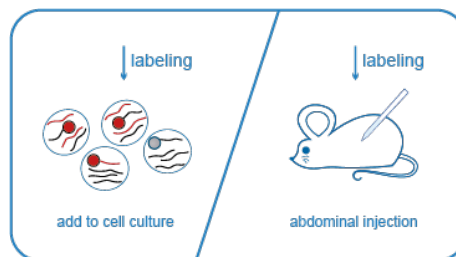 labeling
labeling
add to cell culture
abdominal injection